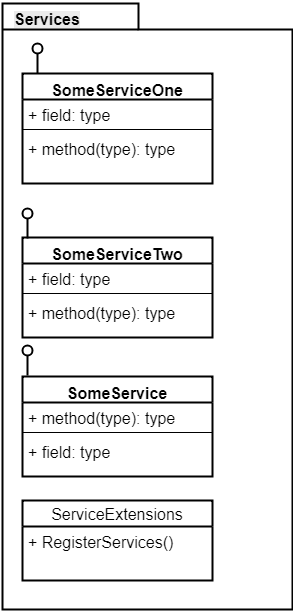 Services
SomeServiceOne
+ field: type
+ method(type): type
SomeServiceTwo
+ field: type
+ method(type): type
SomeService
+ method(type): type
+ field: type
ServiceExtensions
+ RegisterServices()